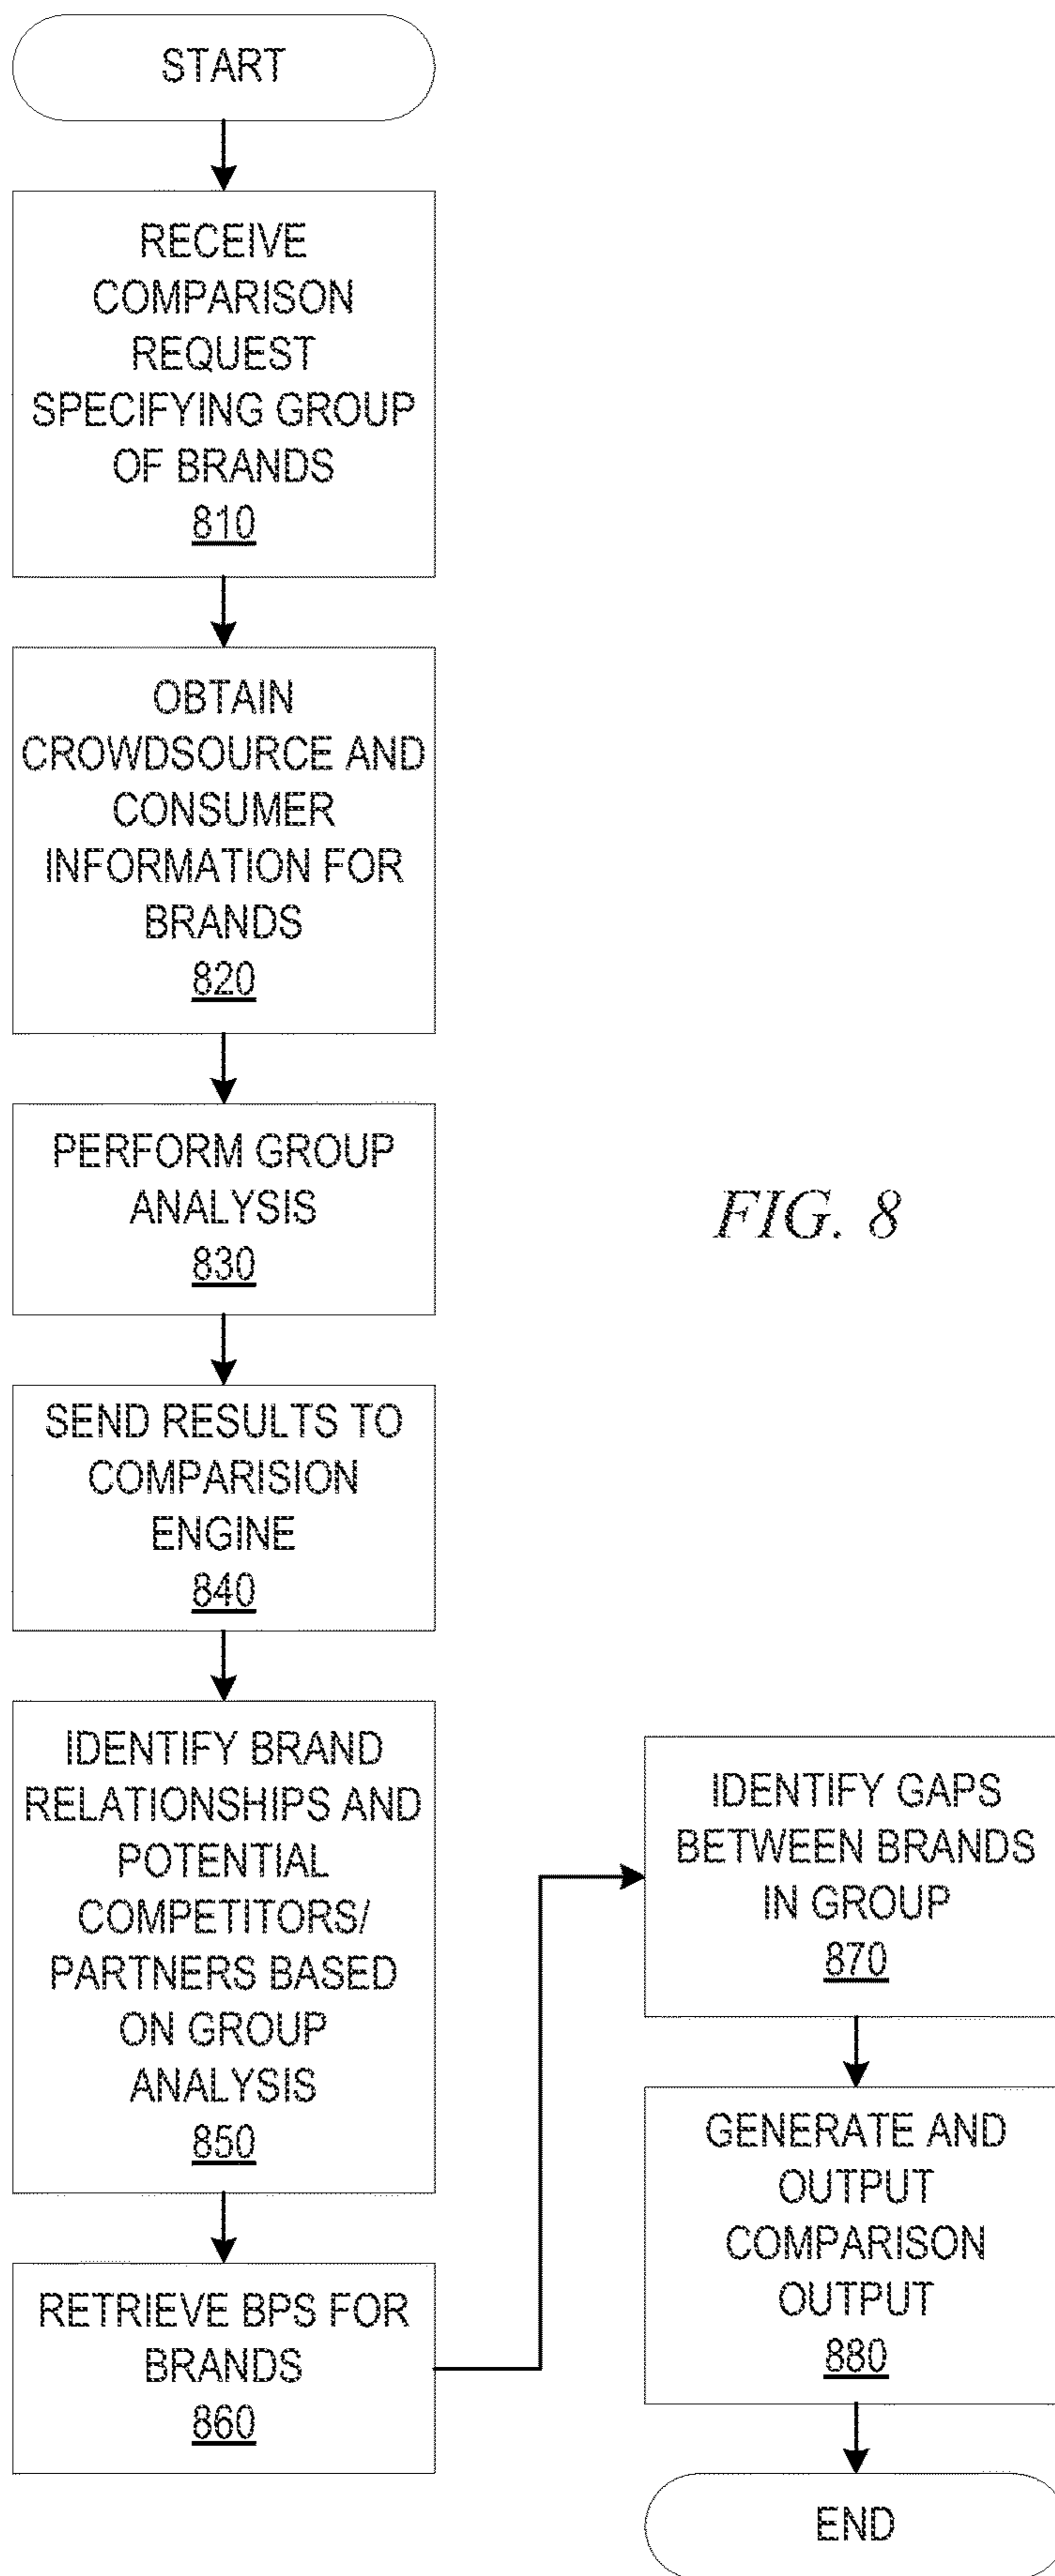 START
RECEIVE
COMPARISON
REQUEST
SPECIFYING GROUP
OF BRANDS
810
OBTAIN
CROWDSOURCE AND
CONSUMER
INFORMATION FOR
BRANDS
820
PERFORM GROUP
ANALYSIS
830
SEND RESULTS TO
COMPARISION
ENGINE
840
IDENTIFY BRAND
RELATIONSHIPS AND
POTENTIAL
COMPETITORS/
PARTNERS BASED
ON GROUP
ANALYSIS
850
RETRIEVE BPS FOR
BRANDS
860
FIG. 8
IDENTIFY GAPS
BETWEEN BRANDS
IN GROUP
870
GENERATE AND
OUTPUT
COMPARISON
OUTPUT
880
END